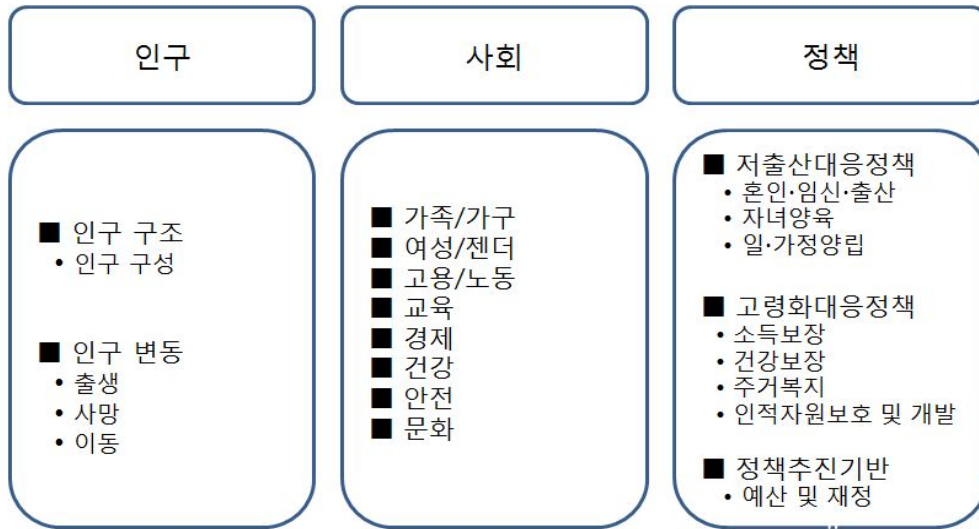 인구
■ 인구 구조
• 인구 구성
■ 인구 변동
• 출생
• 사망
• 이동
사회
■ 가족/가구
■ 여성/젠더
■ 고용/노동
■ 교육
■ 경제
■ 건강
■ 안전
■ 문화
정책
■ 저출산대응정책
• 혼인·임신·출산
• 자녀양육
• 일·가정양립
■ 고령화대응정책
• 소득보장
• 건강보장
• 주거복지
• 인적자원보호 및 개발
■ 정책추진기반
• 예산 및 재정